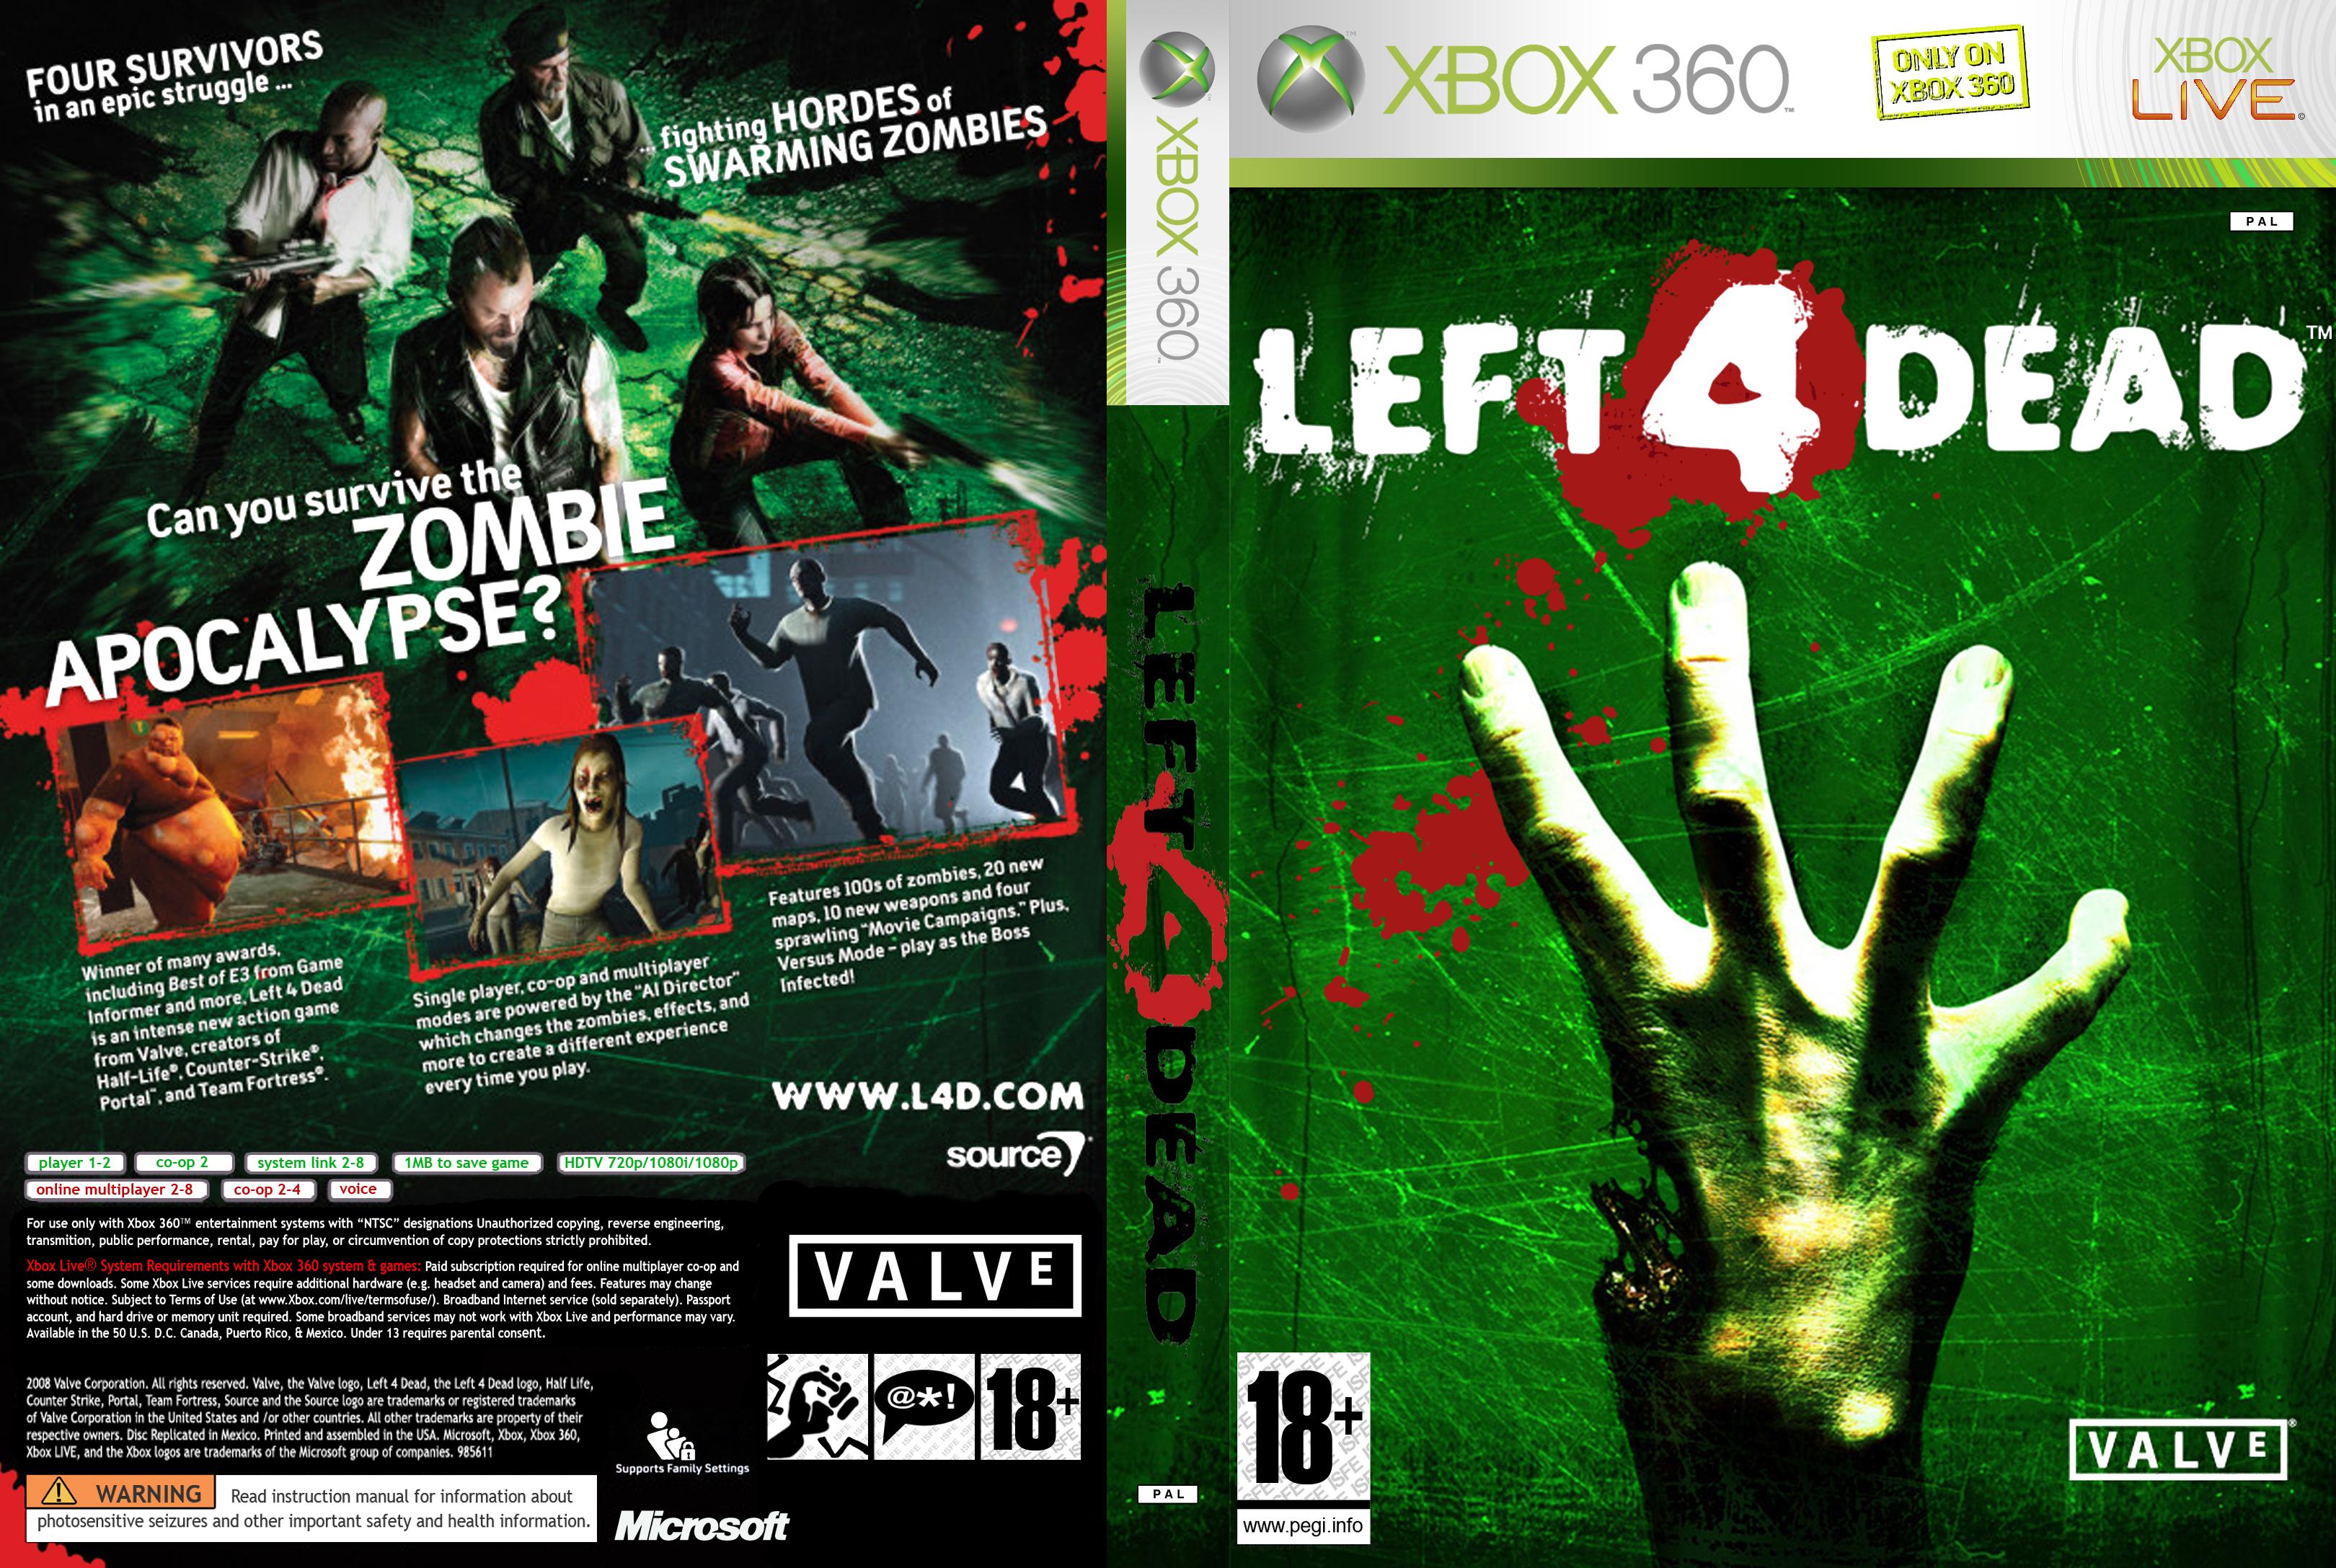 FOUR SURVIVORS
in an epic struggle ...
... fighting HORDES of
SWARMING ZOMBIES
Can you survive the
ZOMBIE
APOCALYPSE?
Winner of many awards,
including Best of E3 from Game
Informer and more, Left 4 Dead
is an intense new action game
from Valve, creators of
Half-Life®, Counter-Strike®,
Portal™, and Team Fortress®.
Single player, co-op and multiplayer
modes are powered by the "AI Director"
which changes the zombies, effects, and
more to create a different experience
every time you play.
Features 100s of zombies, 20 new
maps, 10 new weapons and four
sprawling "Movie Campaigns." Plus,
Versus Mode – play as the Boss
Infected!
WWW.L4D.COM
source
player 1-2
co-op 2
system link 2-8
1MB to save game
HDTV 720p/1080i/1080p
online multiplayer 2-8
co-op 2-4
voice
For use only with Xbox 360™ entertainment systems with “NTSC” designations Unauthorized copying, reverse engineering,
transmition, public performance, rental, pay for play, or circumvention of copy protections strictly prohibited.
Xbox Live® System Requirements with Xbox 360 system & games: Paid subscription required for online multiplayer co-op and
some downloads. Some Xbox Live services require additional hardware (e.g. headset and camera) and fees. Features may change
without notice. Subject to Terms of Use (at www.Xbox.com/live/termsofuse/). Broadband Internet service (sold separately). Passport
account, and hard drive or memory unit required. Some broadband services may not work with Xbox Live and performance may vary.
Available in the 50 U.S. D.C. Canada, Puerto Rico, & Mexico. Under 13 requires parental consent.
2008 Valve Corporation. All rights reserved. Valve, the Valve logo, Left 4 Dead, the Left 4 Dead logo, Half Life,
Counter Strike, Portal, Team Fortress, Source and the Source logo are trademarks or registered trademarks
of Valve Corporation in the United States and /or other countries. All other trademarks are property of their
respective owners. Disc Replicated in Mexico. Printed and assembled in the USA. Microsoft, Xbox, Xbox 360,
Xbox LIVE, and the Xbox logos are trademarks of the Microsoft group of companies. 985611
WARNING Read instruction manual for information about
photosensitive seizures and other important safety and health information.
Supports Family Settings
Microsoft
VALVE
@*!
18+
XBOX 360
LEFT 4 DEAD
PAL
XBOX 360™
ONLY ON
XBOX 360
XBOX
LIVE
PAL
LEFT 4 DEAD™
18+
www.pegi.info
VALVE®